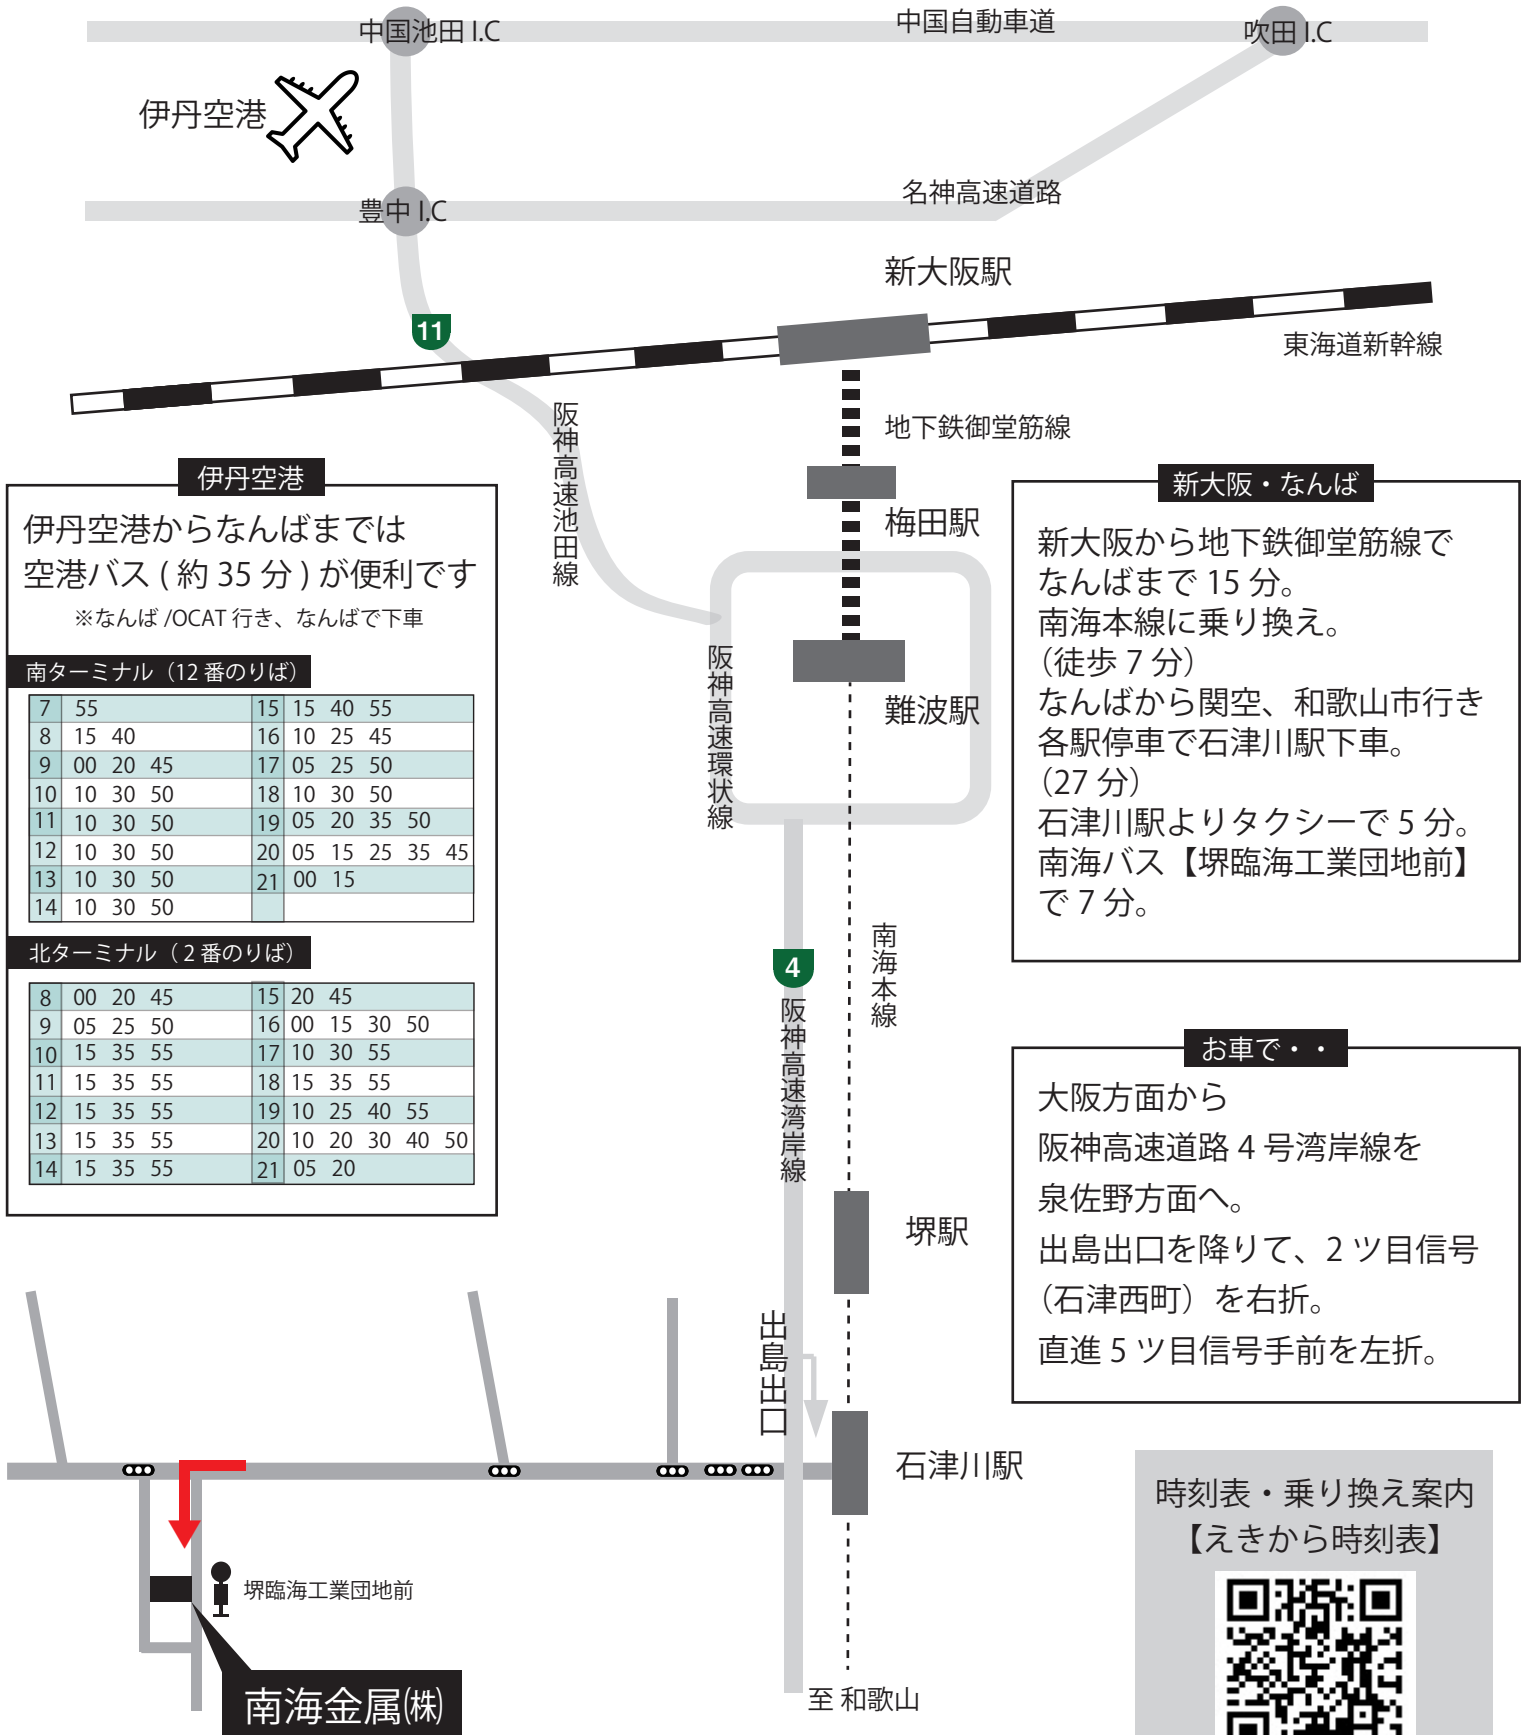 中国池田 I.C
中国自動車道
吹田 I.C
伊丹空港
名神高速道路
豊中 I.C
新大阪駅
11
東海道新幹線
地下鉄御堂筋線
阪神高速池田線
梅田駅
阪神高速環状線
難波駅
伊丹空港
伊丹空港からなんばまでは
空港バス ( 約 35 分 ) が便利です
※なんば /OCAT 行き、なんばで下車
南ターミナル（12 番のりば）
7 55 15 15 40 55
8 15 40 16 10 25 45
9 00 20 45 17 05 25 50
10 10 30 50 18 10 30 50
11 10 30 50 19 05 20 35 50
12 10 30 50 20 05 15 25 35 45
13 10 30 50 21 00 15
14 10 30 50
北ターミナル（ 2 番のりば）
8 00 20 45 15 20 45
9 05 25 50 16 00 15 30 50
10 15 35 55 17 10 30 55
11 15 35 55 18 15 35 55
12 15 35 55 19 10 25 40 55
13 15 35 55 20 10 20 30 40 50
14 15 35 55 21 05 20
新大阪・なんば
新大阪から地下鉄御堂筋線で
なんばまで 15 分。
南海本線に乗り換え。
（徒歩 7 分）
なんばから関空、和歌山市行き
各駅停車で石津川駅下車。
（27 分）
石津川駅よりタクシーで 5 分。
南海バス【堺臨海工業団地前】
で 7 分。
南海本線
4
阪神高速湾岸線
お車で・・
大阪方面から
阪神高速道路 4 号湾岸線を
泉佐野方面へ。
出島出口を降りて、2 ツ目信号
（石津西町）を右折。
直進 5 ツ目信号手前を左折。
堺駅
出島出口
石津川駅
時刻表・乗り換え案内
【えきから時刻表】
堺臨海工業団地前
南海金属㈱
至 和歌山